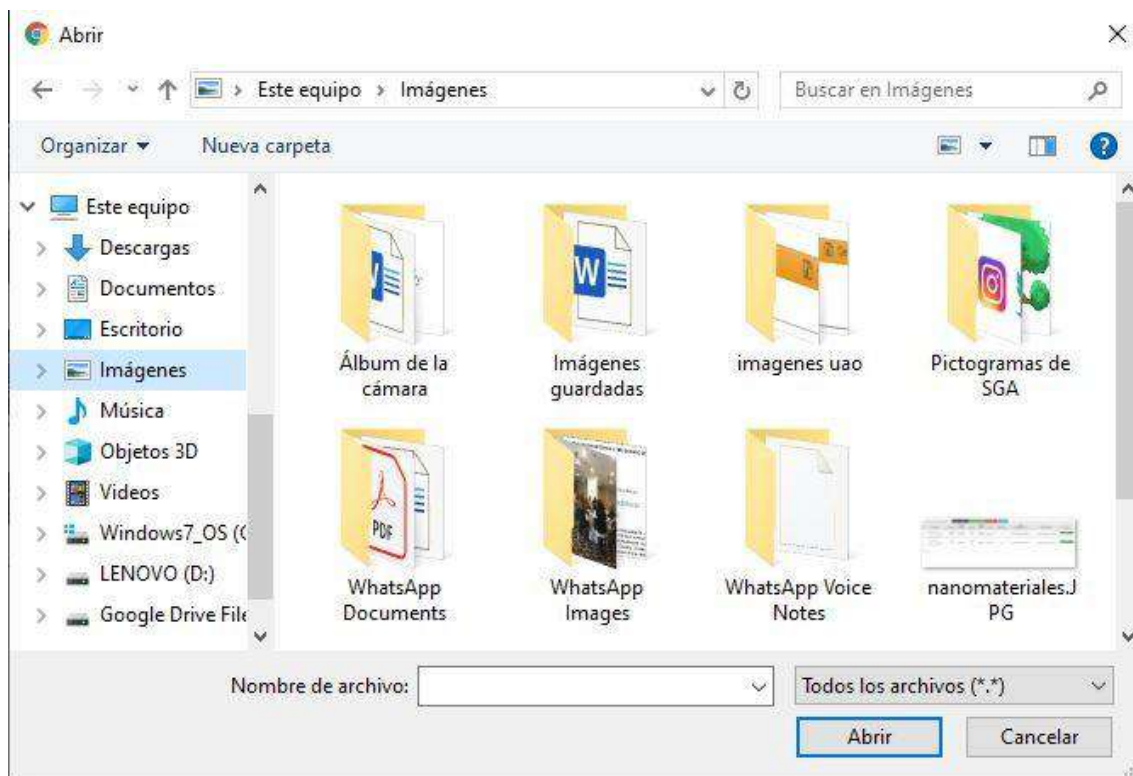 Abrir
Este equipo > Imágenes
Buscar en Imágenes
Organizar
Nueva carpeta
Este equipo
Descargas
Documentos
Escritorio
Imágenes
Música
Objetos 3D
Videos
Windows7_OS (
LENOVO (D:)
Google Drive File
Álbum de la
cámara
Imágenes
guardadas
imagenes uao
Pictogramas de
SGA
PDF
WhatsApp
Documents
WhatsApp
Images
WhatsApp Voice
Notes
nanomateriales.J
PG
Nombre de archivo:
Todos los archivos (*.*)
Abrir
Cancelar